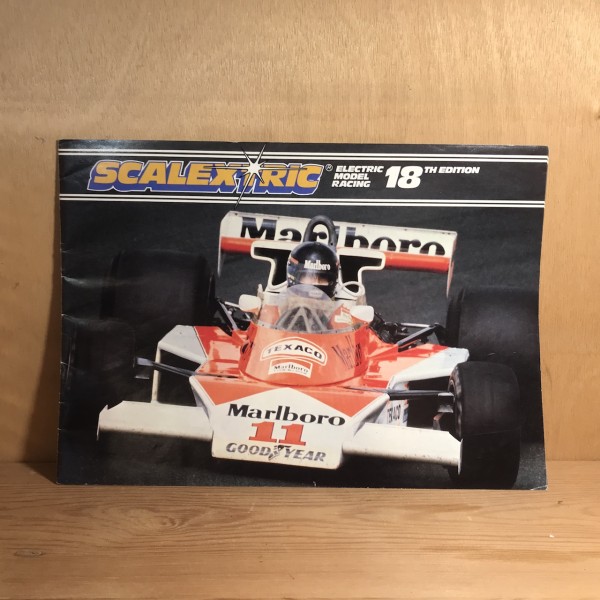 SCALEXTRIC®
ELECTRIC
MODEL
RACING
18TH EDITION
Marlboro
Marlboro
TEXACO
Marlboro
Marlboro
11
GOODYEAR